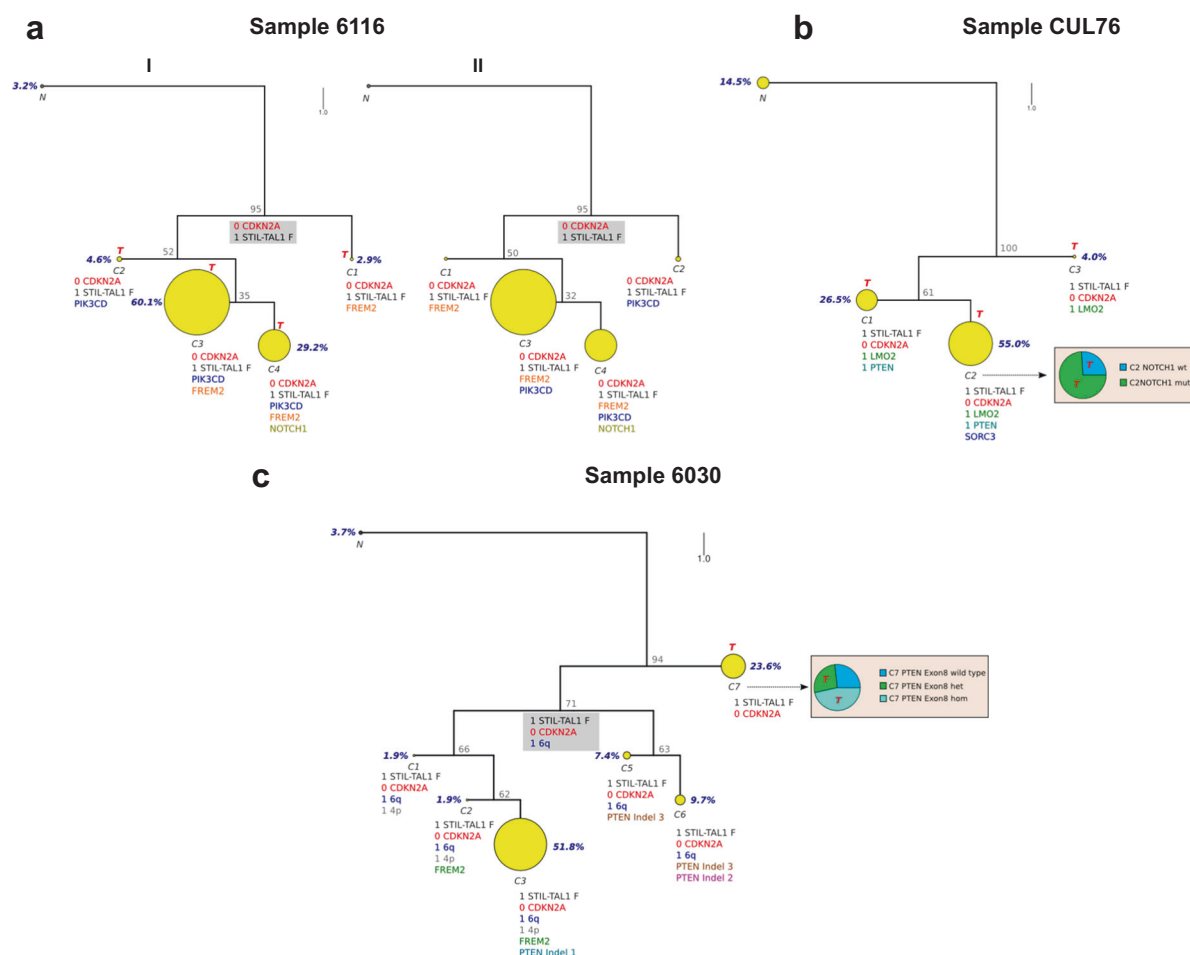 a
Sample 6116
b
Sample CUL76
I
II
3.2%
N
1.0
N
95
0 CDKN2A
1 STIL-TAL1 F
95
0 CDKN2A
1 STIL-TAL1 F
T
4.6%
C2
0 CDKN2A
1 STIL-TAL1 F
PIK3CD
52
T
60.1%
C3
0 CDKN2A
1 STIL-TAL1 F
PIK3CD
FREM2
35
T
29.2%
C4
0 CDKN2A
1 STIL-TAL1 F
PIK3CD
FREM2
NOTCH1
T
2.9%
C1
0 CDKN2A
1 STIL-TAL1 F
FREM2
C1
0 CDKN2A
1 STIL-TAL1 F
FREM2
50
C3
0 CDKN2A
1 STIL-TAL1 F
FREM2
PIK3CD
32
C4
0 CDKN2A
1 STIL-TAL1 F
FREM2
PIK3CD
NOTCH1
C2
0 CDKN2A
1 STIL-TAL1 F
PIK3CD
14.5%
N
1.0
100
T
4.0%
C3
1 STIL-TAL1 F
0 CDKN2A
1 LMO2
T
26.5%
C1
1 STIL-TAL1 F
0 CDKN2A
1 LMO2
1 PTEN
61
T
55.0%
C2
1 STIL-TAL1 F
0 CDKN2A
1 LMO2
1 PTEN
SORC3
T
T
C2 NOTCH1 wt
C2NOTCH1 mut
c
Sample 6030
3.7%
N
1.0
94
T
23.6%
C7
1 STIL-TAL1 F
0 CDKN2A
T
T
C7 PTEN Exon8 wild type
C7 PTEN Exon8 het
C7 PTEN Exon8 hom
71
1 STIL-TAL1 F
0 CDKN2A
1 6q
66
1.9%
C1
1 STIL-TAL1 F
0 CDKN2A
1 6q
1 4p
62
1.9%
C2
1 STIL-TAL1 F
0 CDKN2A
1 6q
1 4p
FREM2
51.8%
C3
1 STIL-TAL1 F
0 CDKN2A
1 6q
1 4p
FREM2
PTEN Indel 1
7.4%
C5
1 STIL-TAL1 F
0 CDKN2A
1 6q
PTEN Indel 3
63
9.7%
C6
1 STIL-TAL1 F
0 CDKN2A
1 6q
PTEN Indel 3
PTEN Indel 2